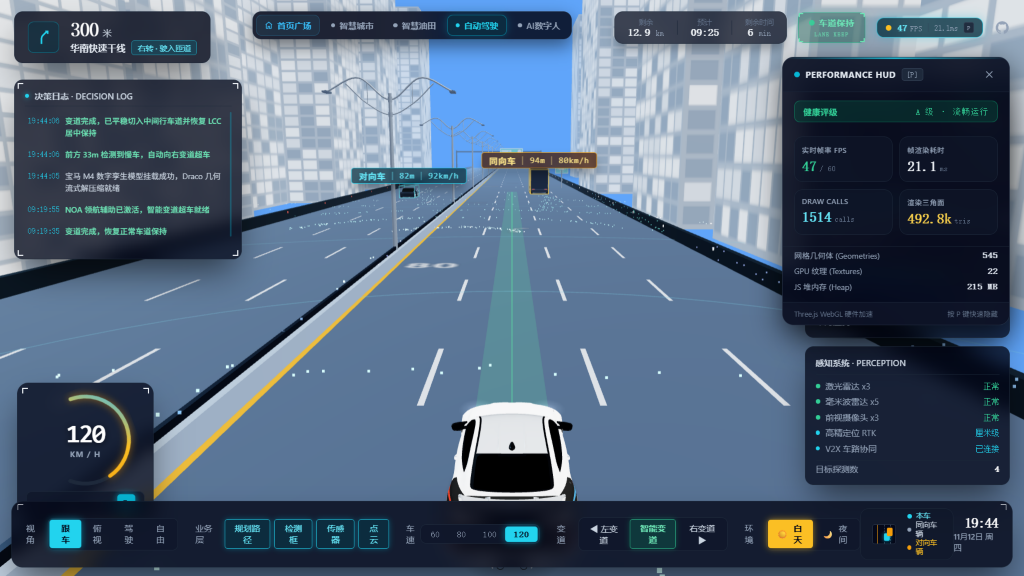 300 米
华南快速干线
右转 · 驶入匝道
首页广场
智慧城市
智慧油田
自动驾驶
AI数字人
剩余
12.9 km
预计
09:25
剩余时间
6 min
车道保持
LANE KEEP
47 FPS
21.1ms
P
决策日志 · DECISION LOG
19:44:06 变道完成，已平稳切入中间行车道并恢复 LCC
居中保持
19:44:06 前方 33m 检测到慢车，自动向右变道超车
19:44:05 宝马 M4 数字孪生模型挂载成功，Draco 几何
流式解压缩就绪
09:19:55 NOA 领航辅助已激活，智能变道超车就绪
09:19:35 变道完成，恢复正常车道保持
对向车 | 82m | 92km/h
同向车 | 94m | 80km/h
80
PERFORMANCE HUD [P]
健康评级
A 级 · 流畅运行
实时帧率 FPS
47 / 60
帧渲染耗时
21.1 ms
DRAW CALLS
1514 calls
渲染三角面
492.8k tris
网格几何体 (Geometries) 545
GPU 纹理 (Textures) 22
JS 堆内存 (Heap) 215 MB
Three.js WebGL 硬件加速
按 P 键快速隐藏
感知系统 · PERCEPTION
激光雷达 x3 正常
毫米波雷达 x5 正常
前视摄像头 x3 正常
高精定位 RTK 厘米级
V2X 车路协同 已连接
目标探测数 4
120
KM / H
视角
跟车
俯视
驾驶
自由
业务层
规划路径
检测框
传感器
点云
车速
60
80
100
120
变道
◀ 左变道
智能变道
右变道 ▶
环境
白天
夜间
本车
同向车辆
对向车辆
19:44
11月12日 周四